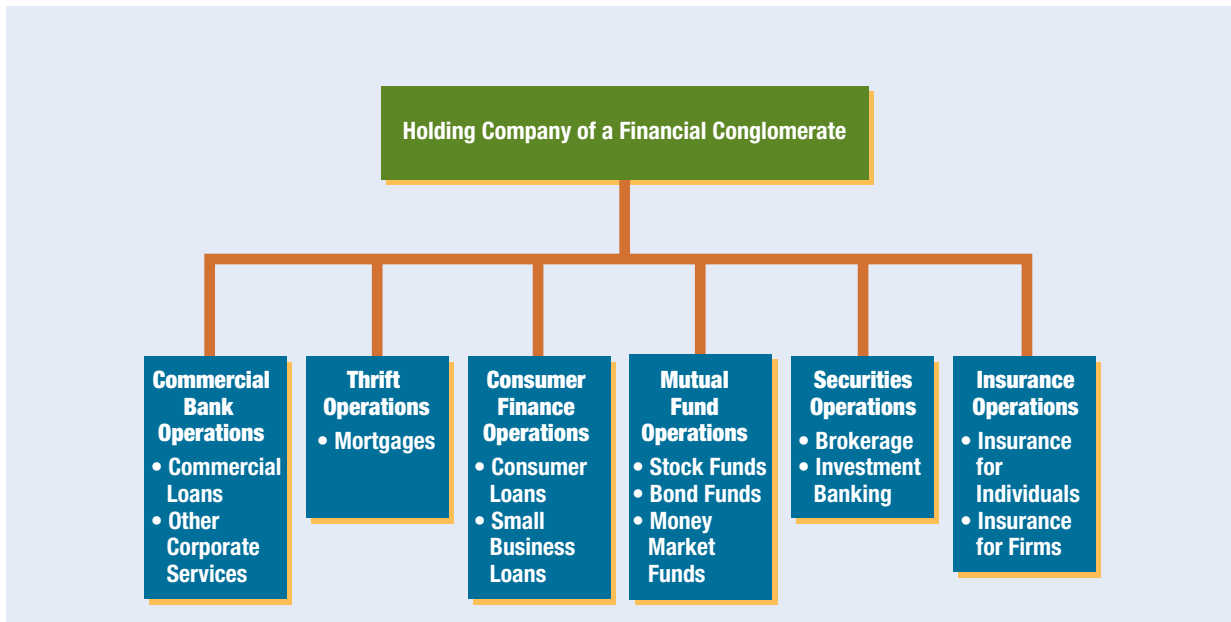 Holding Company of a Financial Conglomerate
Commercial
Bank
Operations
• Commercial
Loans
• Other
Corporate
Services
Thrift
Operations
• Mortgages
Consumer
Finance
Operations
• Consumer
Loans
• Small
Business
Loans
Mutual
Fund
Operations
• Stock Funds
• Bond Funds
• Money
Market
Funds
Securities
Operations
• Brokerage
• Investment
Banking
Insurance
Operations
• Insurance
for
Individuals
• Insurance
for Firms